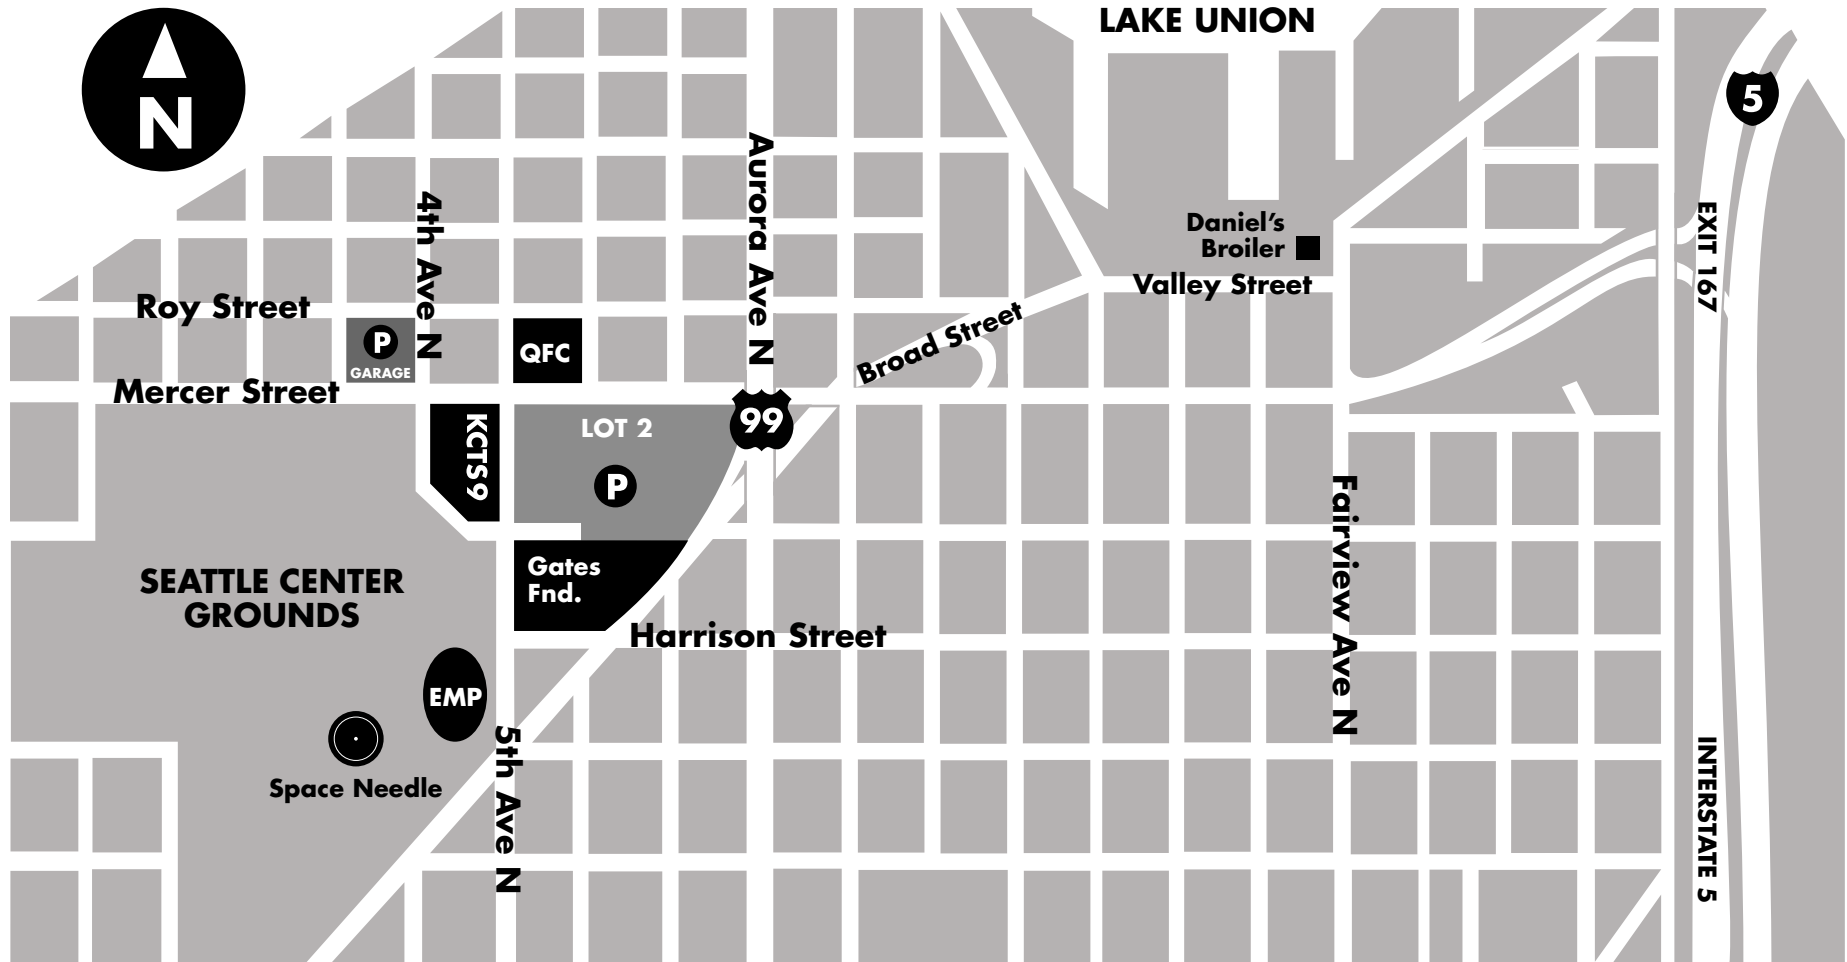 LAKE UNION
N
5
Aurora Ave N
4th Ave N
EXIT 167
Daniel’s
Broiler
Valley Street
Roy Street
Broad Street
P
GARAGE
QFC
Mercer Street
KCTS 9
LOT 2
99
P
Fairview Ave N
SEATTLE CENTER
GROUNDS
Gates
Fnd.
Harrison Street
EMP
5th Ave N
Space Needle
INTERSTATE 5